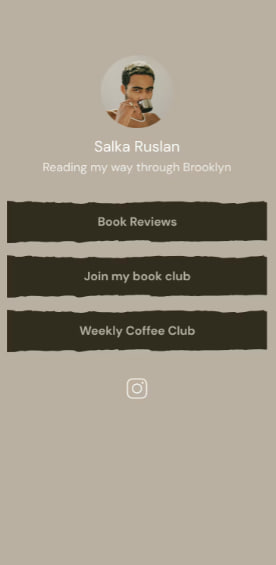 Salka Ruslan
Reading my way through Brooklyn
Book Reviews
Join my book club
Weekly Coffee Club